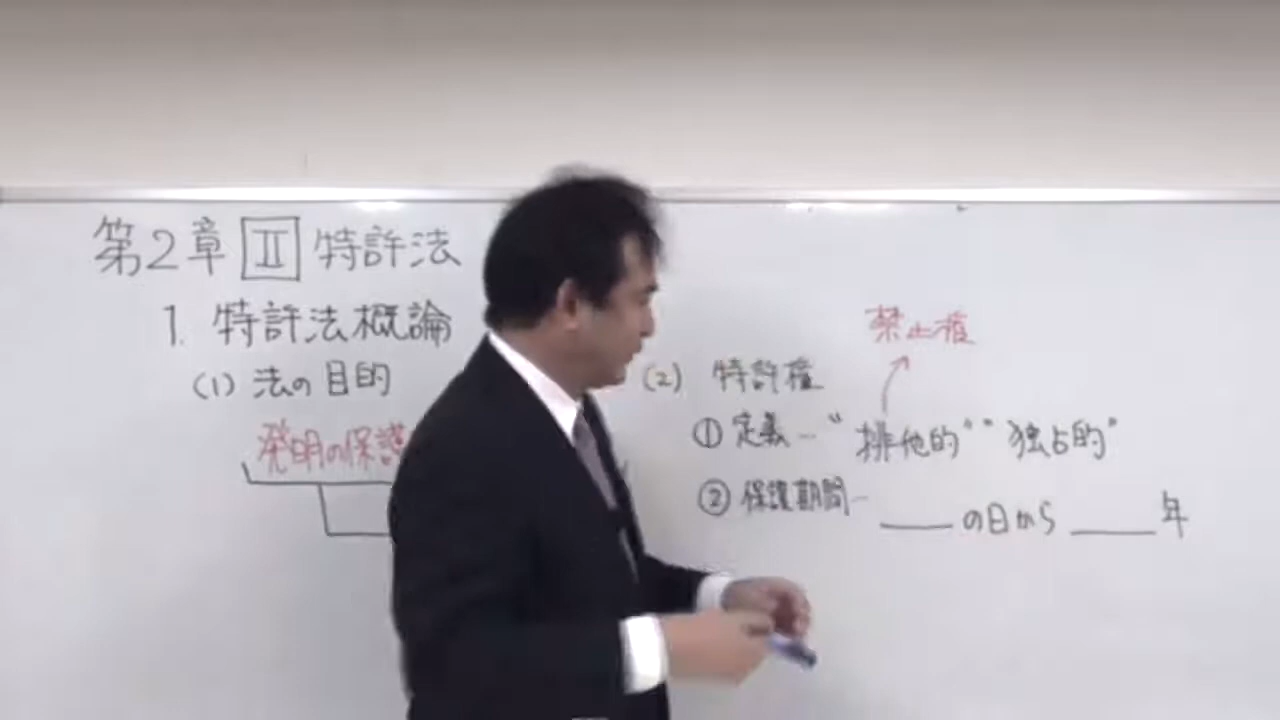 第2章 Ⅱ 特許法
1. 特許法概論
(1) 法の目的
発明の保護
(2) 特許権
禁止権
① 定義 … “排他的” “独占的”
② 保護期間 ― ＿＿＿の日から＿＿＿年